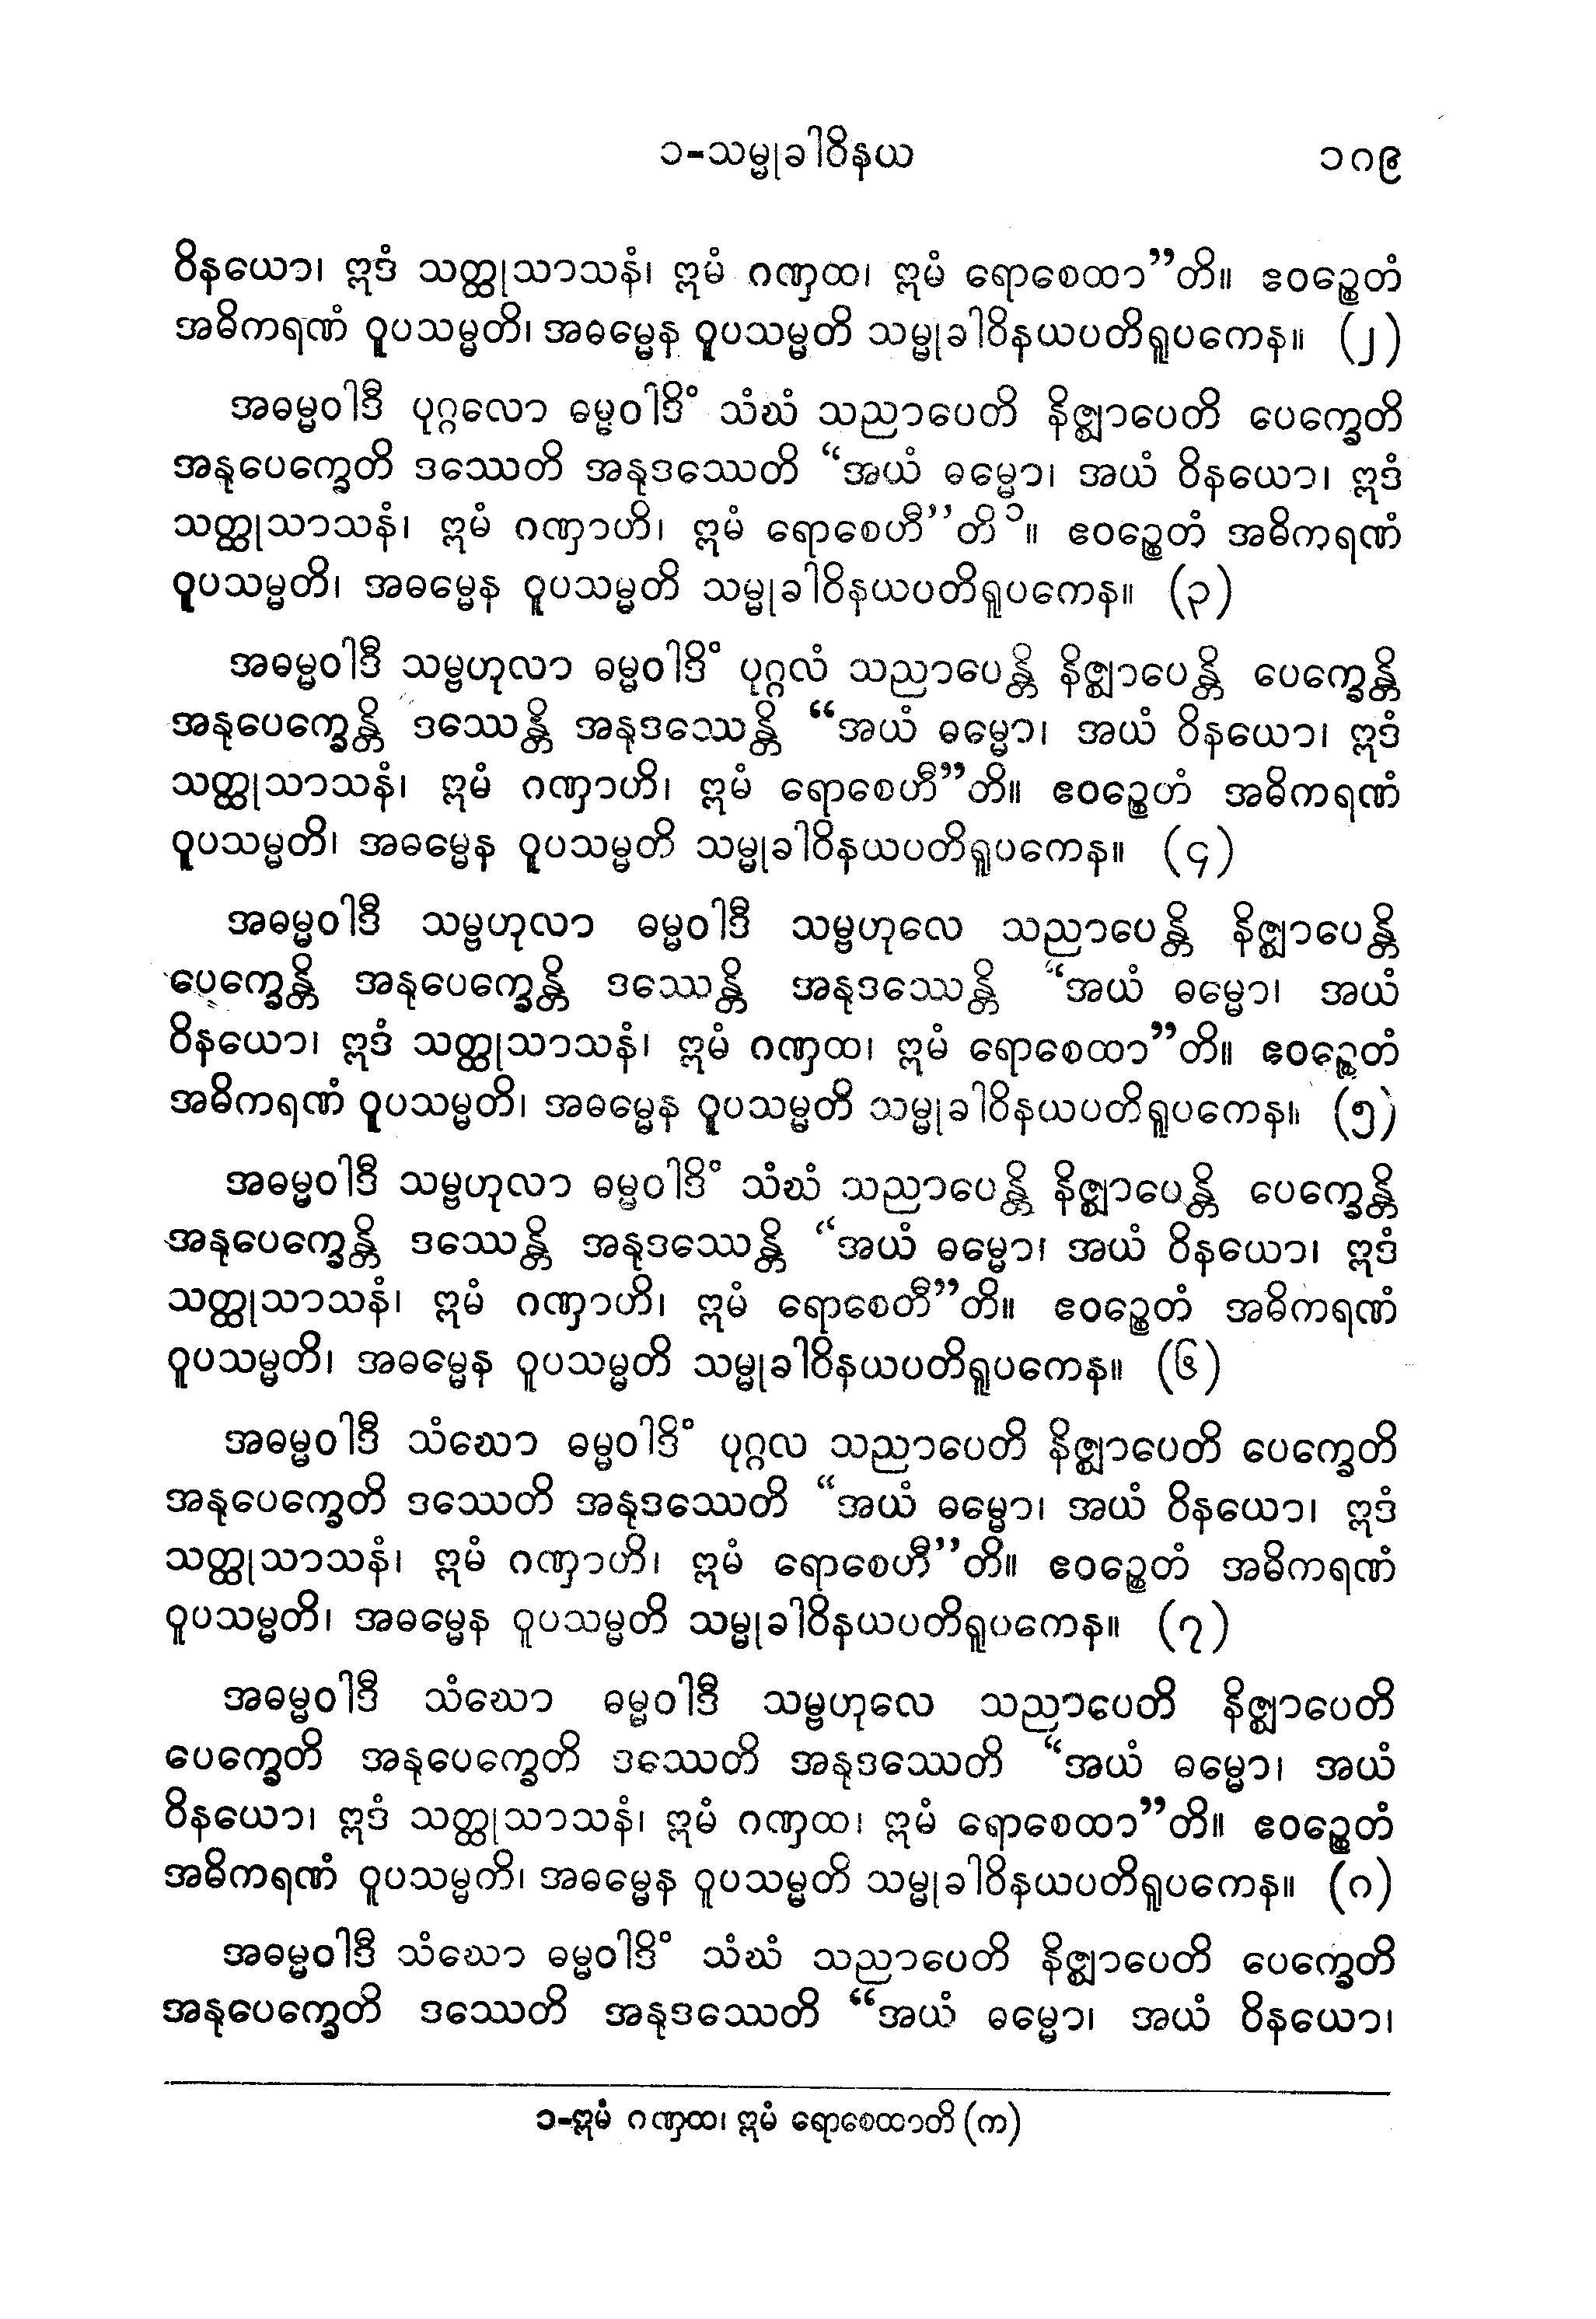 ၁-သမ္မုခါဝိနယ ၁၈၉
ဝိနယော၊ ဣဒံ သတ္ထုသာသနံ၊ ဣမံ ဂဏှထ၊ ဣမံ ရောစေထာ”တိ။ ဧဝဉ္စေတံ
အဓိကရဏံ ဝူပသမ္မတိ၊ အဓမ္မေန ဝူပသမ္မတိ သမ္မုခါဝိနယပတိရူပကေန။ (၂)
အဓမ္မဝါဒီ ပုဂ္ဂလော ဓမ္မဝါဒိံ သံဃံ သညာပေတိ နိဇ္ဈာပေတိ ပေက္ခေတိ
အနုပေက္ခေတိ ဒဿေတိ အနုဒဿေတိ “အယံ ဓမ္မော၊ အယံ ဝိနယော၊ ဣဒံ
သတ္ထုသာသနံ၊ ဣမံ ဂဏှာဟိ၊ ဣမံ ရောစေဟီ”တိ ၁။ ဧဝဉ္စေတံ အဓိကရဏံ
ဝူပသမ္မတိ၊ အဓမ္မေန ဝူပသမ္မတိ သမ္မုခါဝိနယပတိရူပကေန။ (၃)
အဓမ္မဝါဒီ သမ္ဗဟုလာ ဓမ္မဝါဒိံ ပုဂ္ဂလံ သညာပေန္တိ နိဇ္ဈာပေန္တိ ပေက္ခေန္တိ
အနုပေက္ခေန္တိ ဒဿေန္တိ အနုဒဿေန္တိ “အယံ ဓမ္မော၊ အယံ ဝိနယော၊ ဣဒံ
သတ္ထုသာသနံ၊ ဣမံ ဂဏှာဟိ၊ ဣမံ ရောစေဟီ”တိ။ ဧဝဉ္စေဟံ အဓိကရဏံ
ဝူပသမ္မတိ၊ အဓမ္မေန ဝူပသမ္မတိ သမ္မုခါဝိနယပတိရူပကေန။ (၄)
အဓမ္မဝါဒီ သမ္ဗဟုလာ ဓမ္မဝါဒီ သမ္ဗဟုလေ သညာပေန္တိ နိဇ္ဈာပေန္တိ
ပေက္ခေန္တိ အနုပေက္ခေန္တိ ဒဿေန္တိ အနုဒဿေန္တိ “အယံ ဓမ္မော၊ အယံ
ဝိနယော၊ ဣဒံ သတ္ထုသာသနံ၊ ဣမံ ဂဏှထ၊ ဣမံ ရောစေထာ”တိ။ ဧဝဉ္စေတံ
အဓိကရဏံ ဝူပသမ္မတိ၊ အဓမ္မေန ဝူပသမ္မတိ သမ္မုခါဝိနယပတိရူပကေန။ (၅)
အဓမ္မဝါဒီ သမ္ဗဟုလာ ဓမ္မဝါဒိံ သံဃံ သညာပေန္တိ နိဇ္ဈာပေန္တိ ပေက္ခေန္တိ
အနုပေက္ခေန္တိ ဒဿေန္တိ အနုဒဿေန္တိ “အယံ ဓမ္မော၊ အယံ ဝိနယော၊ ဣဒံ
သတ္ထုသာသနံ၊ ဣမံ ဂဏှာဟိ၊ ဣမံ ရောစေတီ”တိ။ ဧဝဉ္စေတံ အဓိကရဏံ
ဝူပသမ္မတိ၊ အဓမ္မေန ဝူပသမ္မတိ သမ္မုခါဝိနယပတိရူပကေန။ (၆)
အဓမ္မဝါဒီ သံဃော ဓမ္မဝါဒိံ ပုဂ္ဂလ သညာပေတိ နိဇ္ဈာပေတိ ပေက္ခေတိ
အနုပေက္ခေတိ ဒဿေတိ အနုဒဿေတိ “အယံ ဓမ္မော၊ အယံ ဝိနယော၊ ဣဒံ
သတ္ထုသာသနံ၊ ဣမံ ဂဏှာဟိ၊ ဣမံ ရောစေဟီ”တိ။ ဧဝဉ္စေတံ အဓိကရဏံ
ဝူပသမ္မတိ၊ အဓမ္မေန ဝူပသမ္မတိ သမ္မုခါဝိနယပတိရူပကေန။ (၇)
အဓမ္မဝါဒီ သံဃော ဓမ္မဝါဒီ သမ္ဗဟုလေ သညာပေတိ နိဇ္ဈာပေတိ
ပေက္ခေတိ အနုပေက္ခေတိ ဒဿေတိ အနုဒဿေတိ “အယံ ဓမ္မော၊ အယံ
ဝိနယော၊ ဣဒံ သတ္ထုသာသနံ၊ ဣမံ ဂဏှထ၊ ဣမံ ရောစေထာ”တိ။ ဧဝဉ္စေတံ
အဓိကရဏံ ဝူပသမ္မကိ၊ အဓမ္မေန ဝူပသမ္မတိ သမ္မုခါဝိနယပတိရူပကေန။ (၈)
အဓမ္မဝါဒီ သံဃော ဓမ္မဝါဒိံ သံဃံ သညာပေတိ နိဇ္ဈာပေတိ ပေက္ခေတိ
အနုပေက္ခေတိ ဒဿေတိ အနုဒဿေတိ “အယံ ဓမ္မော၊ အယံ ဝိနယော၊
၁-ဣမံ ဂဏှထ၊ ဣမံ ရောစေထာတိ (က)